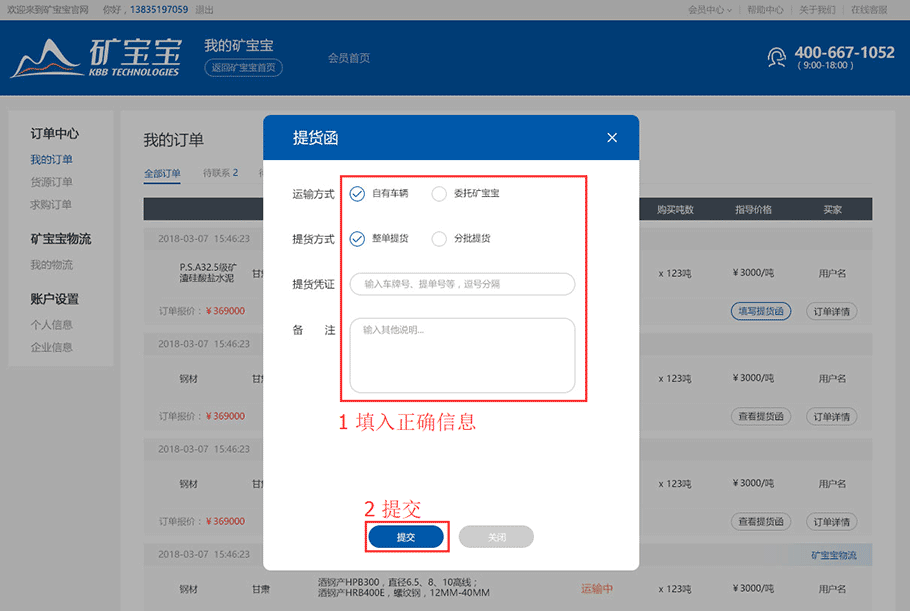 欢迎来到矿宝宝官网 你好，13835197059 退出
会员中心 帮助中心 关于我们 在线客服
矿宝宝
KBB TECHNOLOGIES
我的矿宝宝
返回矿宝宝首页
会员首页
400-667-1052
( 9:00-18:00 )
订单中心
我的订单
货源订单
求购订单
矿宝宝物流
我的物流
账户设置
个人信息
企业信息
我的订单
全部订单 待联系 2
购买吨数 指导价格 买家
2018-03-07 15:46:23
P.S.A32.5级矿
渣硅酸盐水泥
x 123吨 ¥ 3000/吨 用户名
订单报价：¥ 369000
填写提货函 订单详情
2018-03-07 15:46:23
钢材
x 123吨 ¥ 3000/吨 用户名
订单报价：¥ 369000
查看提货函 订单详情
2018-03-07 15:46:23
钢材
x 123吨 ¥ 3000/吨 用户名
订单报价：¥ 369000
查看提货函 订单详情
2018-03-07 15:46:23
矿宝宝物流
钢材 甘肃
酒钢产HPB300，直径6.5、8、10高线；
酒钢产HRB400E，螺纹钢，12MM-40MM
运输中 x 123吨 ¥ 3000/吨 用户名
提货函
运输方式 自有车辆 委托矿宝宝
提货方式 整单提货 分批提货
提货凭证 输入车牌号、提单号等，逗号分隔
备 注 输入其他说明...
1 填入正确信息
2 提交
提交 关闭